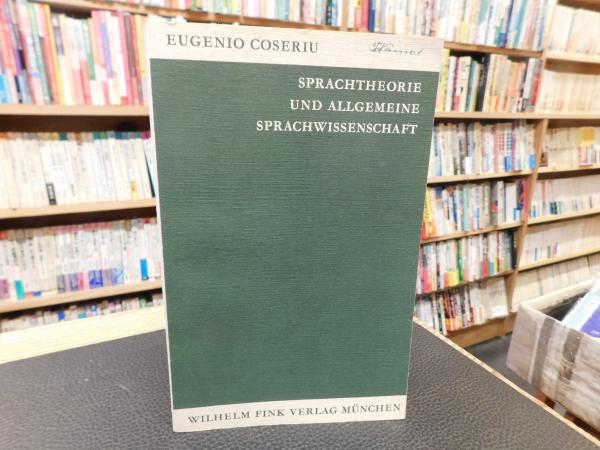 EUGENIO COSERIU
SPRACHTHEORIE
UND ALLGEMEINE
SPRACHWISSENSCHAFT
WILHELM FINK VERLAG MÜNCHEN